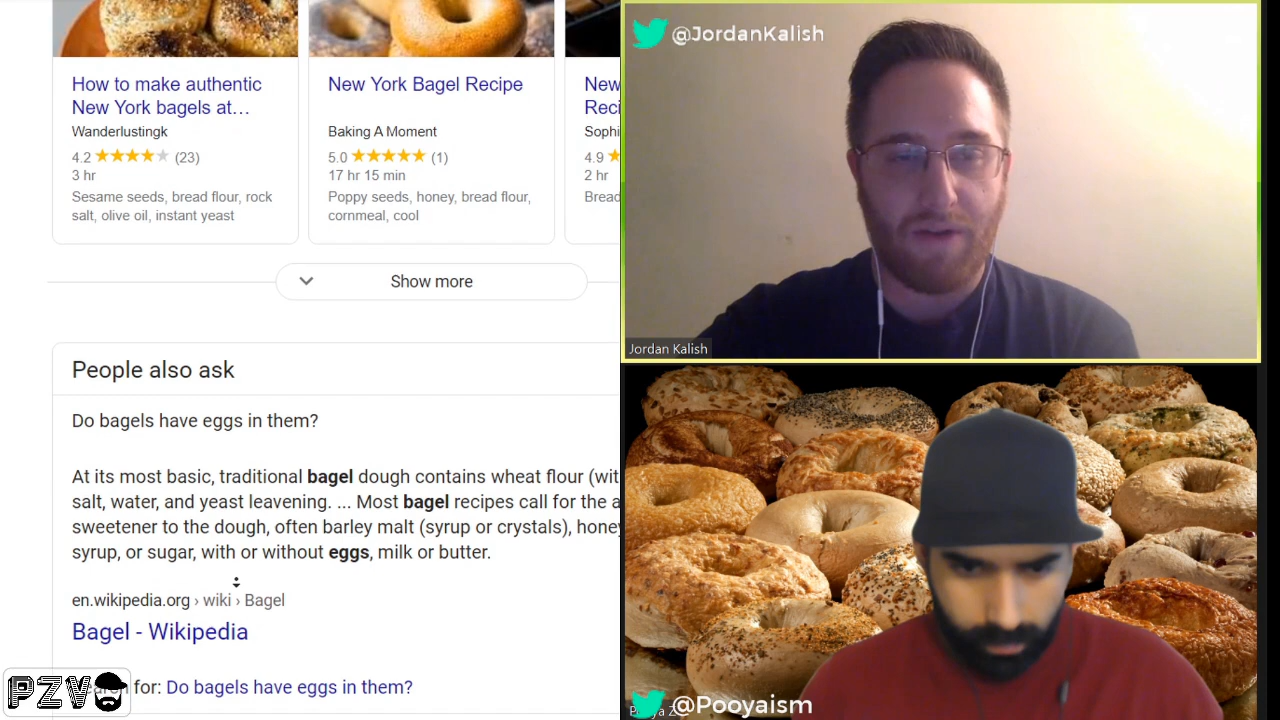 How to make authentic
New York bagels at…
Wanderlustingk
4.2 (23)
3 hr
Sesame seeds, bread flour, rock
salt, olive oil, instant yeast
New York Bagel Recipe
Baking A Moment
5.0 (1)
17 hr 15 min
Poppy seeds, honey, bread flour,
cornmeal, cool
New
4.9
2 hr
Show more
People also ask
Do bagels have eggs in them?
At its most basic, traditional bagel dough contains wheat flour
salt, water, and yeast leavening. ... Most bagel recipes call for the
sweetener to the dough, often barley malt (syrup or crystals), honey
syrup, or sugar, with or without eggs, milk or butter.
en.wikipedia.org › wiki › Bagel
Bagel - Wikipedia
for: Do bagels have eggs in them?
PZV
@JordanKalish
Jordan Kalish
@Pooyaism